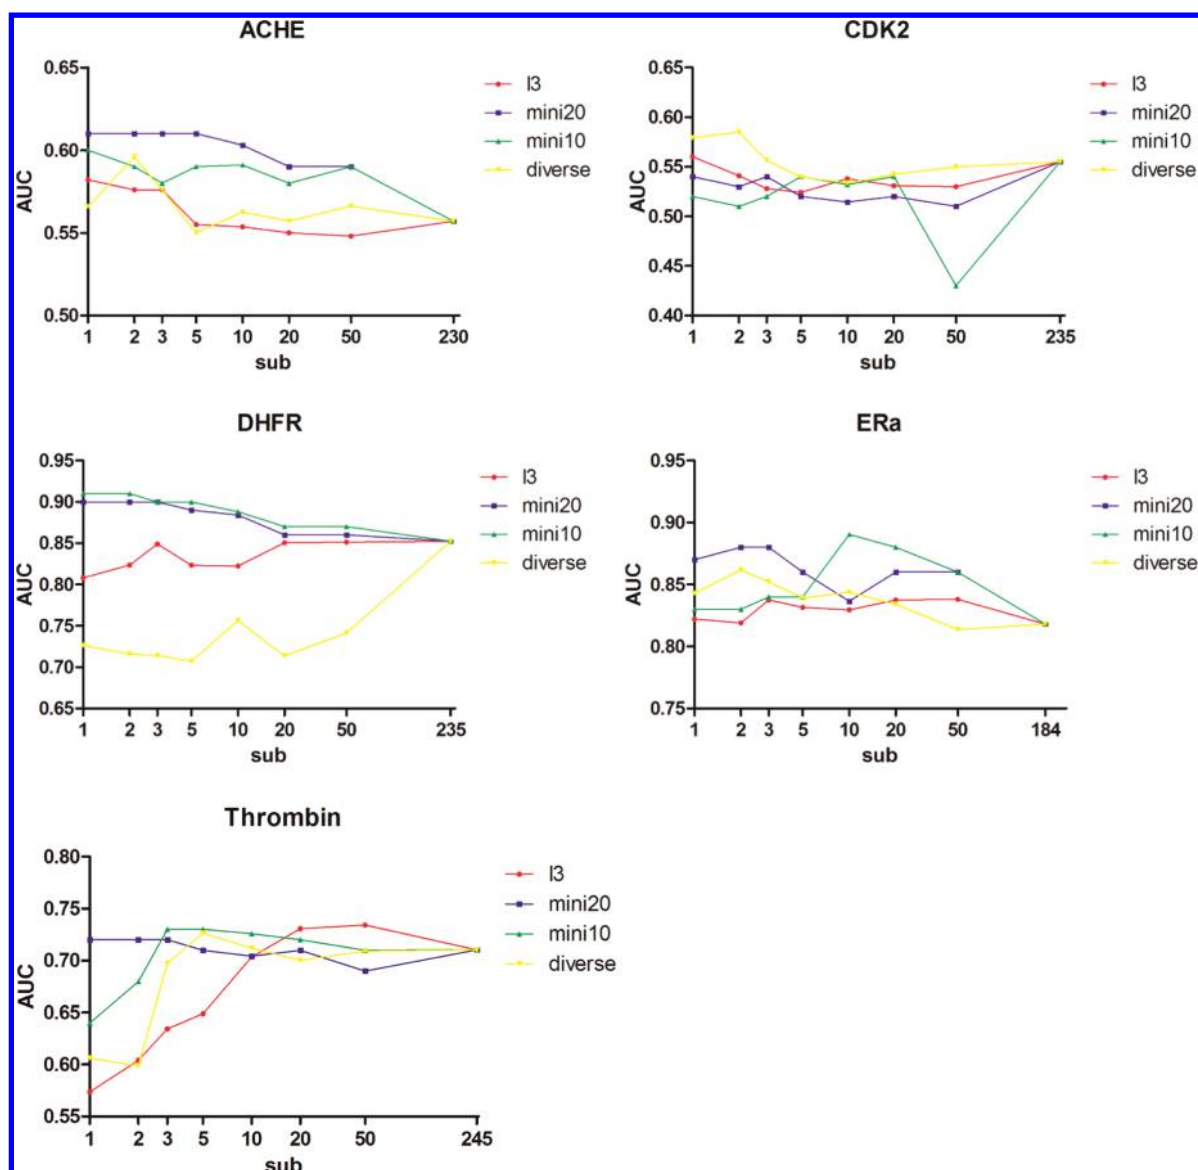 ACHE
AUC
0.65
0.60
0.55
0.50
1 2 3 5 10 20 50 230
sub
l3
mini20
mini10
diverse
CDK2
AUC
0.65
0.60
0.55
0.50
0.45
0.40
1 2 3 5 10 20 50 235
sub
l3
mini20
mini10
diverse
DHFR
AUC
0.95
0.90
0.85
0.80
0.75
0.70
0.65
1 2 3 5 10 20 50 235
sub
l3
mini20
mini10
diverse
ERa
AUC
0.95
0.90
0.85
0.80
0.75
1 2 3 5 10 20 50 184
sub
l3
mini20
mini10
diverse
Thrombin
AUC
0.80
0.75
0.70
0.65
0.60
0.55
1 2 3 5 10 20 50 245
sub
l3
mini20
mini10
diverse